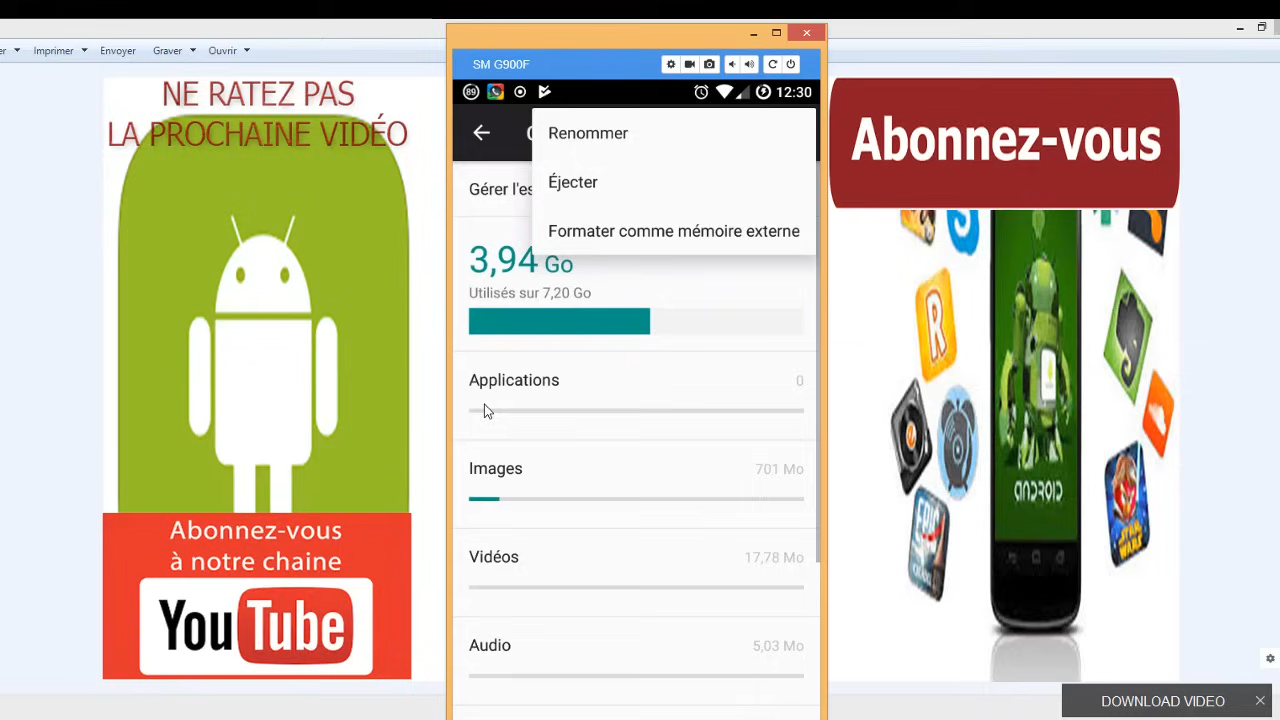 Imprimer Envoyer Graver Ouvrir
NE RATEZ PAS
LA PROCHAINE VIDÉO
Abonnez-vous
à notre chaine
YouTube
SM G900F
89
12:30
Renommer
Éjecter
Formater comme mémoire externe
Gérer l'es
3,94 Go
Utilisés sur 7,20 Go
Applications 0
Images 701 Mo
Vidéos 17,78 Mo
Audio 5,03 Mo
Abonnez-vous
ANDROID
DOWNLOAD VIDEO